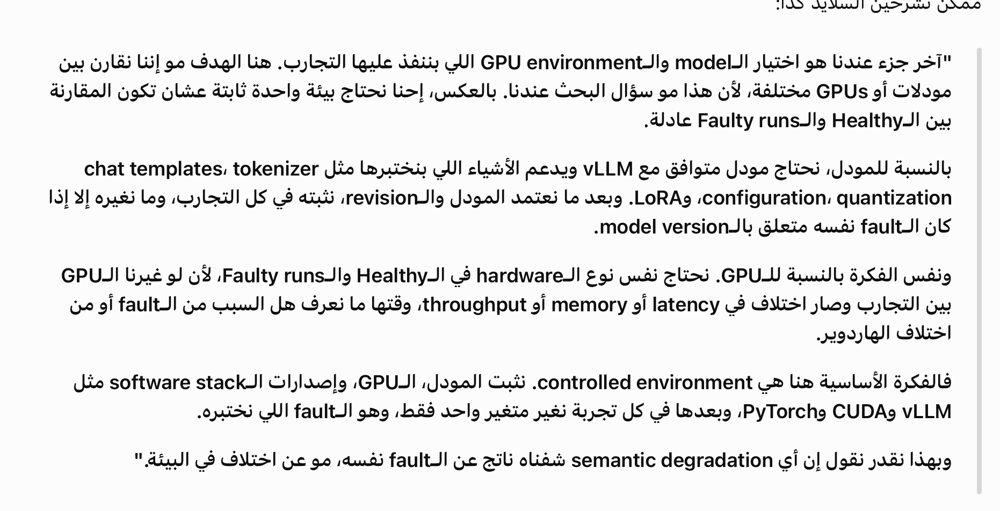 ممكن تشرحين السلايد كذا:
"آخر جزء عندنا هو اختيار الـmodel والـGPU environment اللي بننفذ عليها التجارب. هنا الهدف مو إننا نقارن بين
مودلات أو GPUs مختلفة، لأن هذا مو سؤال البحث عندنا. بالعكس، إحنا نحتاج بيئة واحدة ثابتة عشان تكون المقارنة
بين الـHealthy والـFaulty runs عادلة.
بالنسبة للمودل، نحتاج مودل متوافق مع vLLM ويدعم الأشياء اللي بنختبرها مثل chat templates، tokenizer
configuration، quantization، وLoRA. وبعد ما نعتمد المودل والـrevision، نثبته في كل التجارب، وما نغيره إلا إذا
كان الـfault نفسه متعلق بالـmodel version.
ونفس الفكرة بالنسبة للـGPU. نحتاج نفس نوع الـhardware في الـHealthy والـFaulty runs، لأن لو غيرنا الـGPU
بين التجارب وصار اختلاف في latency أو memory أو throughput، وقتها ما نعرف هل السبب من الـfault أو من
اختلاف الهاردوير.
فالفكرة الأساسية هنا هي controlled environment. نثبت المودل، الـGPU، وإصدارات الـsoftware stack مثل
vLLM وCUDA وPyTorch، وبعدها في كل تجربة نغير متغير واحد فقط، وهو الـfault اللي نختبره.
وبهذا نقدر نقول إن أي semantic degradation شفناه ناتج عن الـfault نفسه، مو عن اختلاف في البيئة."